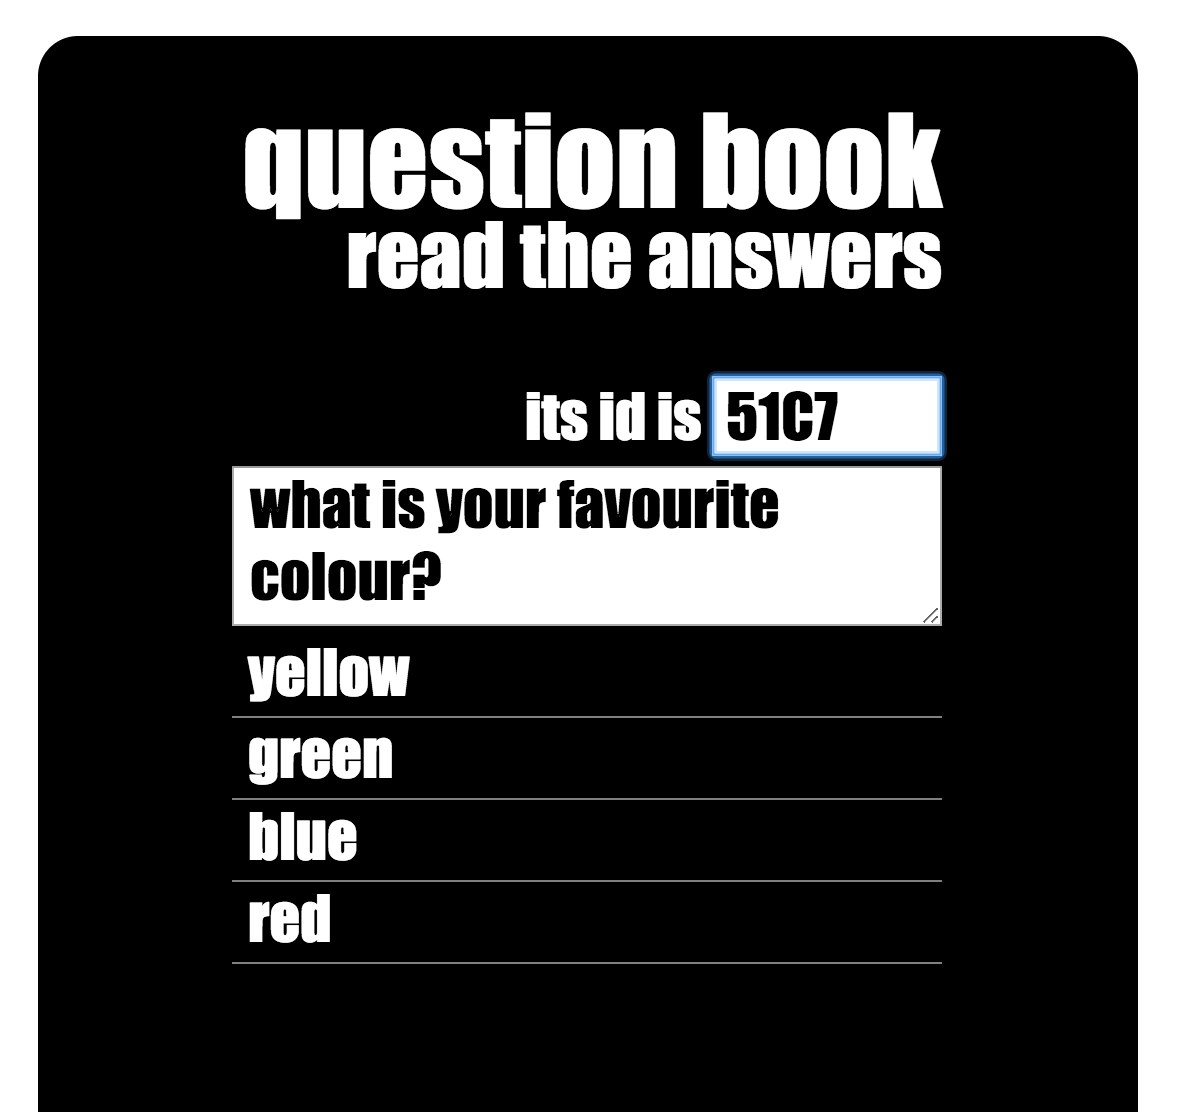 question book
read the answers
its id is 51C7
what is your favourite
colour?
yellow
green
blue
red